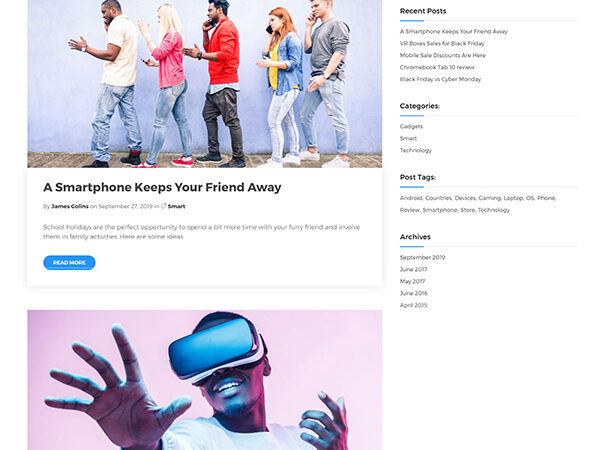 A Smartphone Keeps Your Friend Away
By James Colins on September 27, 2019 in Smart
School holidays are the perfect opportunity to spend a bit more time with your furry friend and involve
them in family activities. Here are some ideas.
READ MORE
Recent Posts
A Smartphone Keeps Your Friend Away
VR Boxes Sales for Black Friday
Mobile Sale Discounts Are Here
Chromebook Tab 10 review
Black Friday vs Cyber Monday
Categories:
Gadgets
Smart
Technology
Post Tags:
Android, Countries, Devices, Gaming, Laptop, OS, Phone,
Review, Smartphone, Store, Technology
Archives
September 2019
June 2017
May 2017
June 2016
April 2015